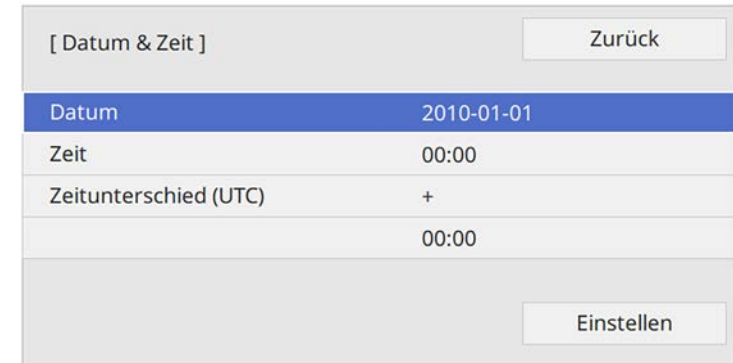 [ Datum & Zeit ] Zurück
Datum 2010-01-01
Zeit 00:00
Zeitunterschied (UTC) +
00:00
Einstellen